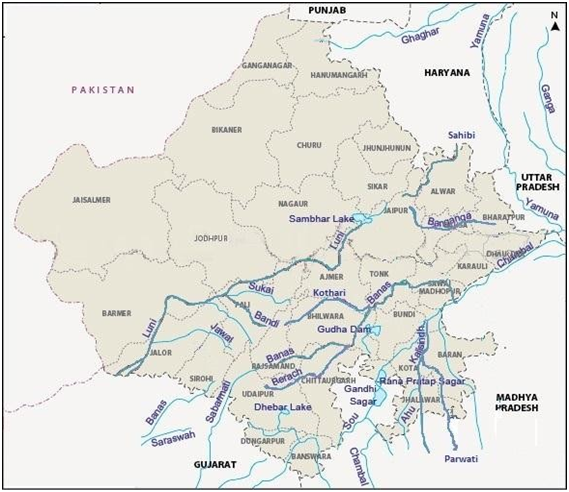 PUNJAB
N
Ghaghar
Yamuna
GANGANAGAR
HANUMANGARH
HARYANA
PAKISTAN
Ganga
BIKANER
CHURU
JHUNJHUNUN
Sahibi
UTTAR
PRADESH
SIKAR
ALWAR
JAISALMER
NAGAUR
JAIPUR
Yamuna
Sambhar Lake
Banganga
BHARATPUR
JODHPUR
Luni
Chambal
KARAULI
AJMER
TONK
SAWAI
MADHOPUR
Sukai
Kothari
Banas
PALI
BARMER
Luni
Bandi
BHILWARA
BUNDI
Gudha Dam
Jawai
Kalisindh
JALOR
Banas
BARAN
RAJSAMAND
KOTA
SIROHI
Berach
CHITTAURGARH
Gandhi
Sagar
Rana Pratap Sagar
UDAIPUR
JHALAWAR
MADHYA
PRADESH
Banas
Sabarmati
Dhebar Lake
Ahu
Sou
Saraswah
DUNGARPUR
BANSWARA
GUJARAT
Chambal
Parwati